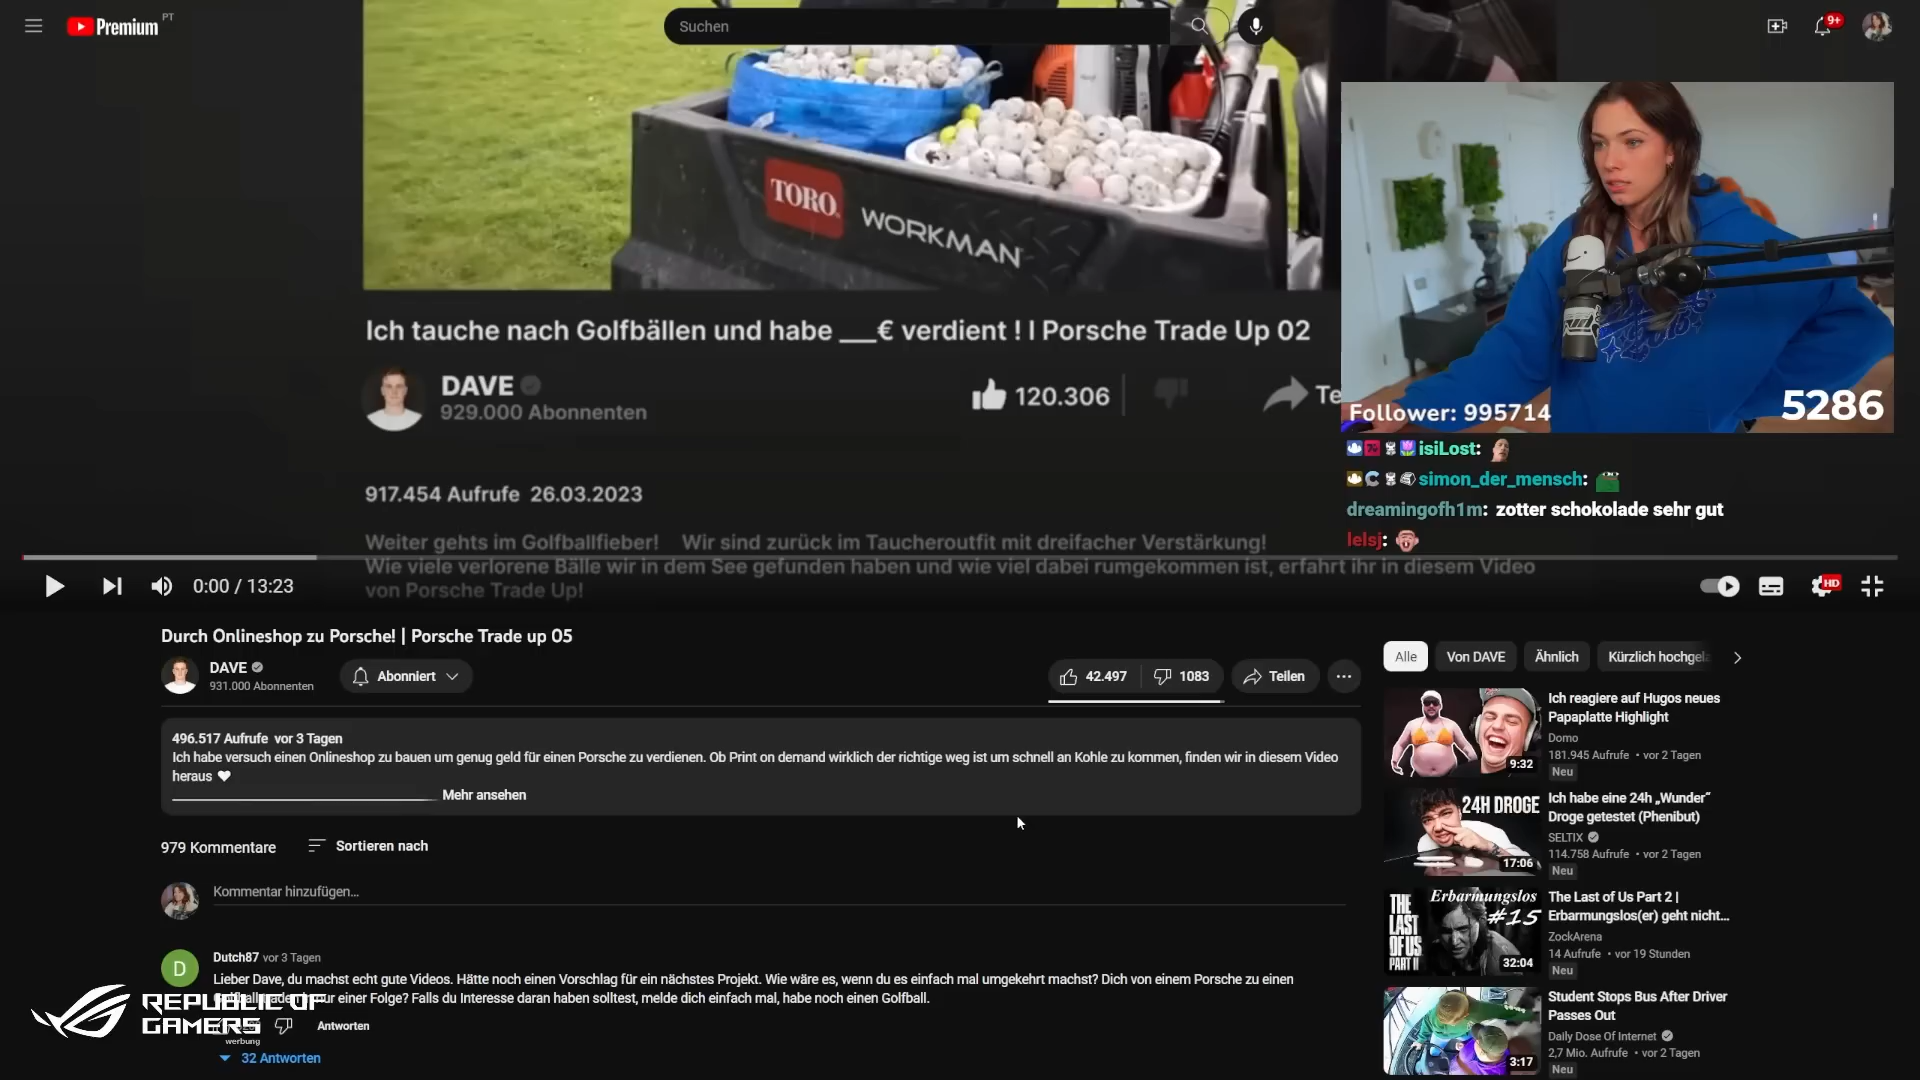 Premium PT
Suchen
9+
TORO
WORKMAN
Ich tauche nach Golfbällen und habe ___€ verdient ! I Porsche Trade Up 02
DAVE
929.000 Abonnenten
120.306
Te
917.454 Aufrufe 26.03.2023
Weiter gehts im Golfballfieber! Wir sind zurück im Taucheroutfit mit dreifacher Verstärkung!
Wie viele verlorene Bälle wir in dem See gefunden haben und wie viel dabei rumgekommen ist, erfahrt ihr in diesem Video
von Porsche Trade Up!
Follower: 995714
5286
isiLost:
simon_der_mensch:
dreamingofh1m: zotter schokolade sehr gut
lelsj:
0:00 / 13:23
HD
Durch Onlineshop zu Porsche! | Porsche Trade up 05
DAVE
931.000 Abonnenten
Abonniert
42.497
1083
Teilen
496.517 Aufrufe vor 3 Tagen
Ich habe versuch einen Onlineshop zu bauen um genug geld für einen Porsche zu verdienen. Ob Print on demand wirklich der richtige weg ist um schnell an Kohle zu kommen, finden wir in diesem Video
heraus
Mehr ansehen
979 Kommentare
Sortieren nach
Kommentar hinzufügen...
D
Dutch87 vor 3 Tagen
Lieber Dave, du machst echt gute Videos. Hätte noch einen Vorschlag für ein nächstes Projekt. Wie wäre es, wenn du es einfach mal umgekehrt machst? Dich von einem Porsche zu einen
nur einer Folge? Falls du Interesse daran haben solltest, melde dich einfach mal, habe noch einen Golfball.
Antworten
32 Antworten
REPUBLIC OF
GAMERS
werbung
Alle
Von DAVE
Ähnlich
Kürzlich hochgela
9:32
Ich reagiere auf Hugos neues
Papaplatte Highlight
Domo
181.945 Aufrufe • vor 2 Tagen
Neu
24H DROGE
17:06
Ich habe eine 24h „Wunder“
Droge getestet (Phenibut)
SELTIX
114.758 Aufrufe • vor 2 Tagen
Neu
THE
LAST
OF US
PART II
Erbarmungslos
#15
32:04
The Last of Us Part 2 |
Erbarmungslos(er) geht nicht...
ZockArena
14 Aufrufe • vor 19 Stunden
Neu
3:17
Student Stops Bus After Driver
Passes Out
Daily Dose Of Internet
2,7 Mio. Aufrufe • vor 2 Tagen
Neu